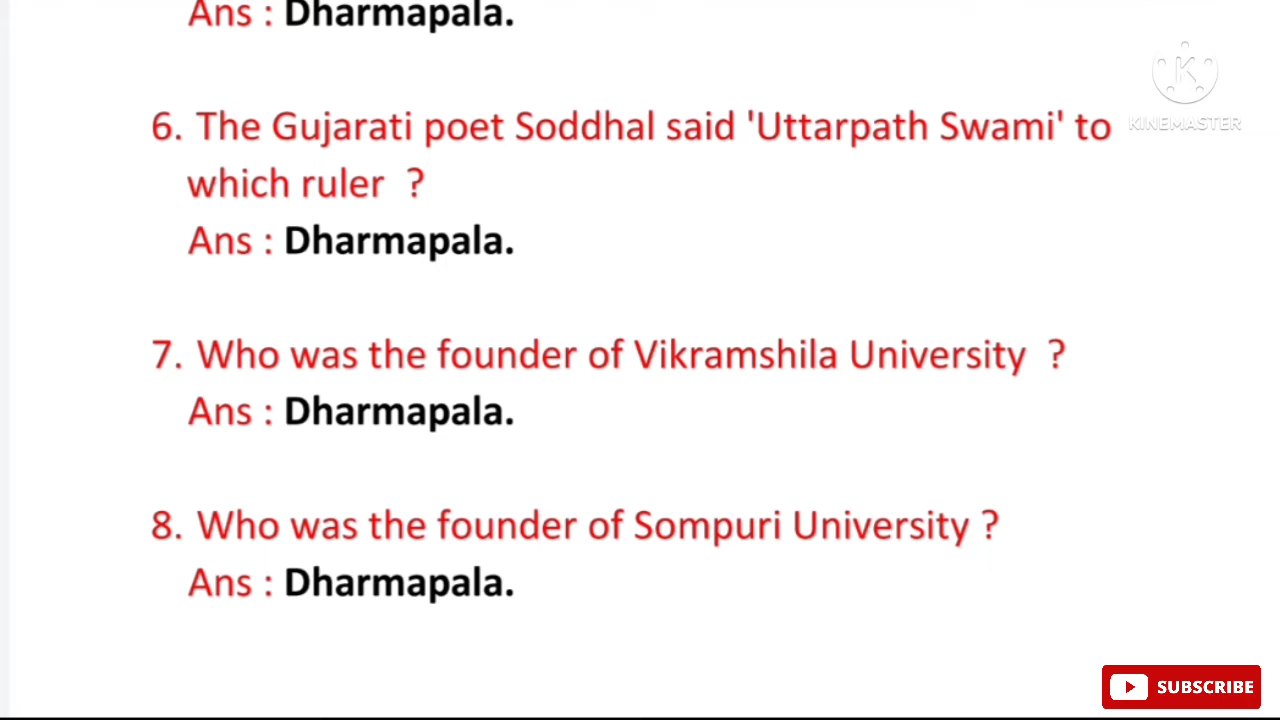 Ans : Dharmapala.
6. The Gujarati poet Soddhal said 'Uttarpath Swami' to
which ruler ?
Ans : Dharmapala.
7. Who was the founder of Vikramshila University ?
Ans : Dharmapala.
8. Who was the founder of Sompuri University ?
Ans : Dharmapala.
K
KINEMASTER
SUBSCRIBE